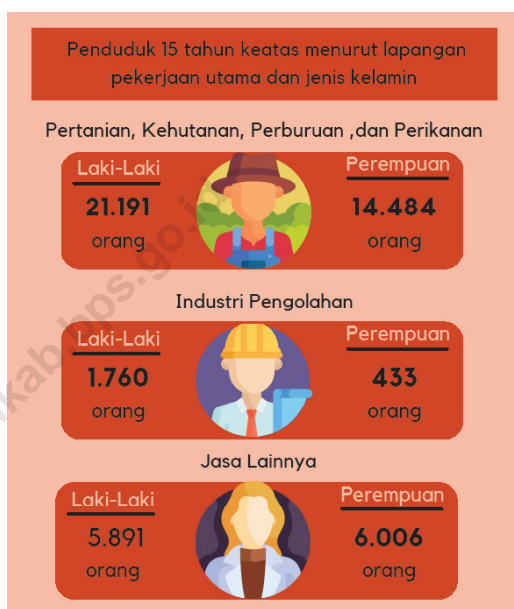 Penduduk 15 tahun keatas menurut lapangan
pekerjaan utama dan jenis kelamin
Pertanian, Kehutanan, Perburuan ,dan Perikanan
Laki-Laki
21.191
orang
Perempuan
14.484
orang
Industri Pengolahan
Laki-Laki
1.760
orang
Perempuan
433
orang
Jasa Lainnya
Laki-Laki
5.891
orang
Perempuan
6.006
orang